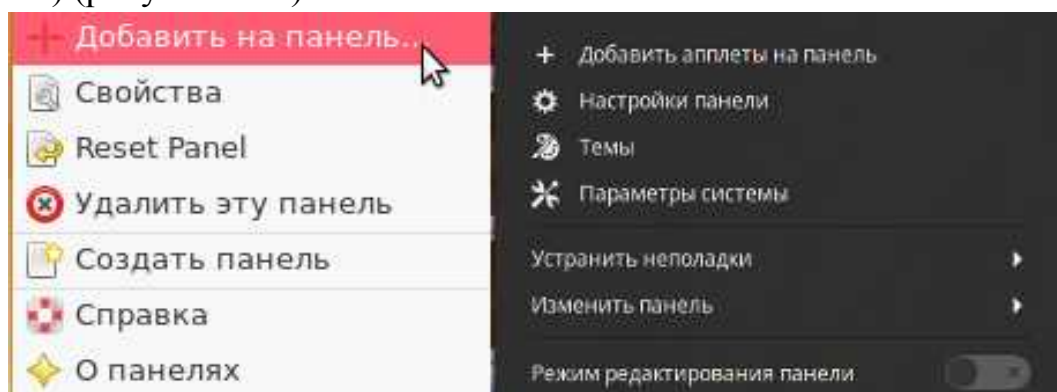 Добавить на панель...
Свойства
Reset Panel
Удалить эту панель
Создать панель
Справка
О панелях
Добавить апплеты на панель
Настройки панели
Темы
Параметры системы
Устранить неполадки
Изменить панель
Режим редактирования панели